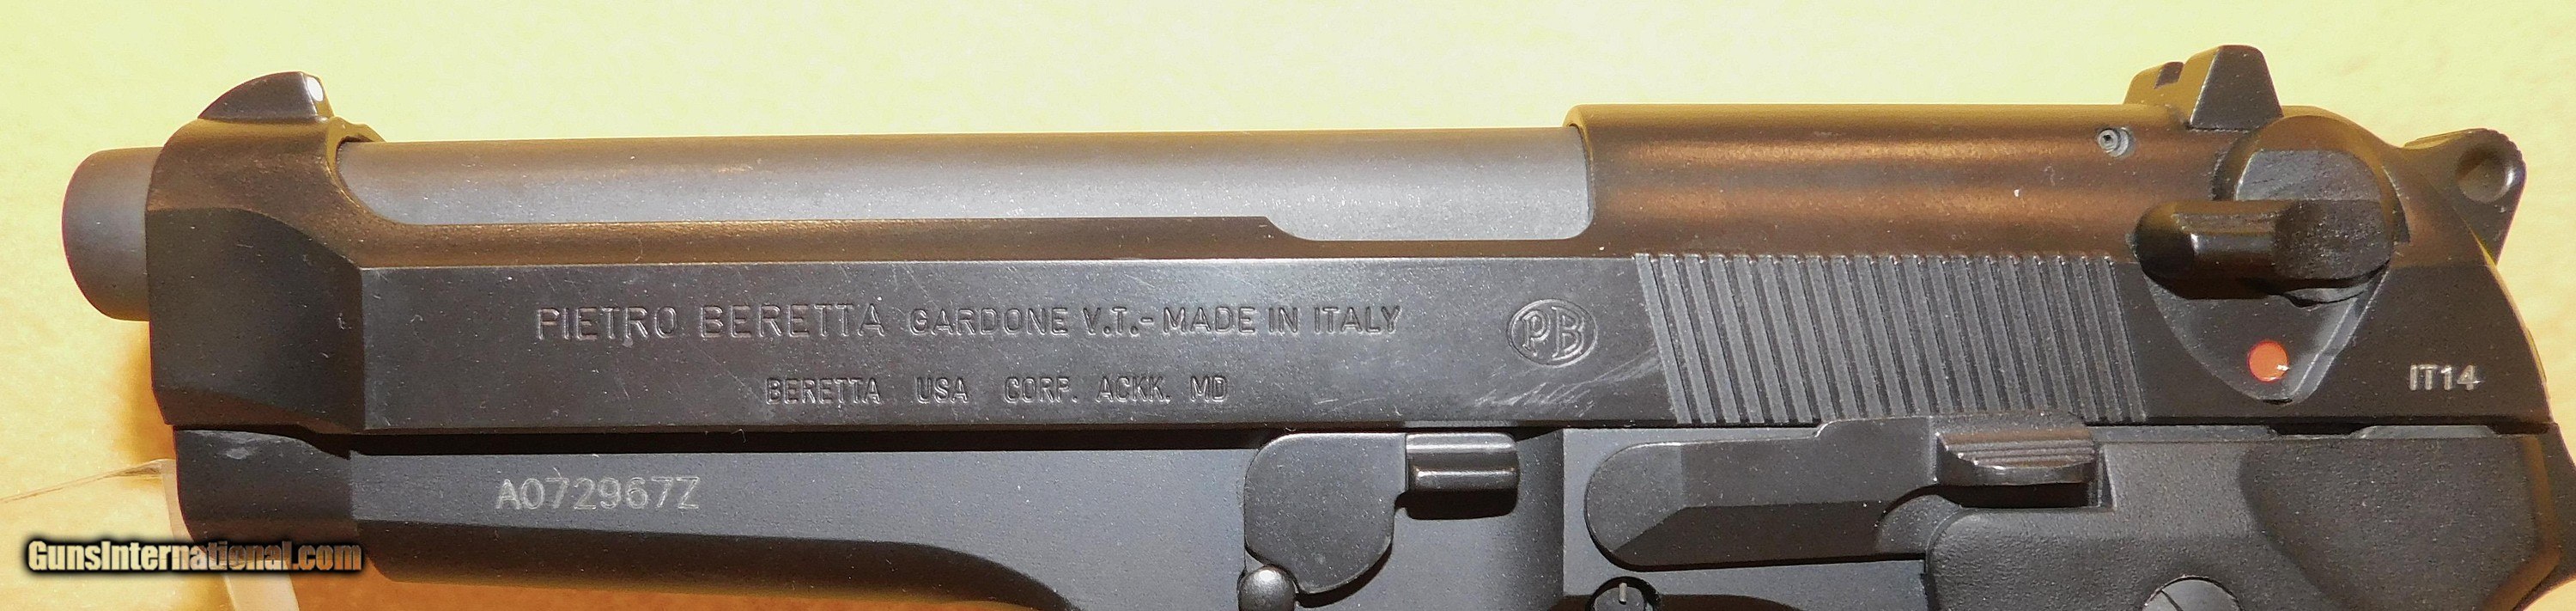 PIETRO BERETTA GARDONE V.T.-MADE IN ITALY
PB
BERETTA USA CORP. ACKK. MD
IT14
A072967Z
GunsInternational.com